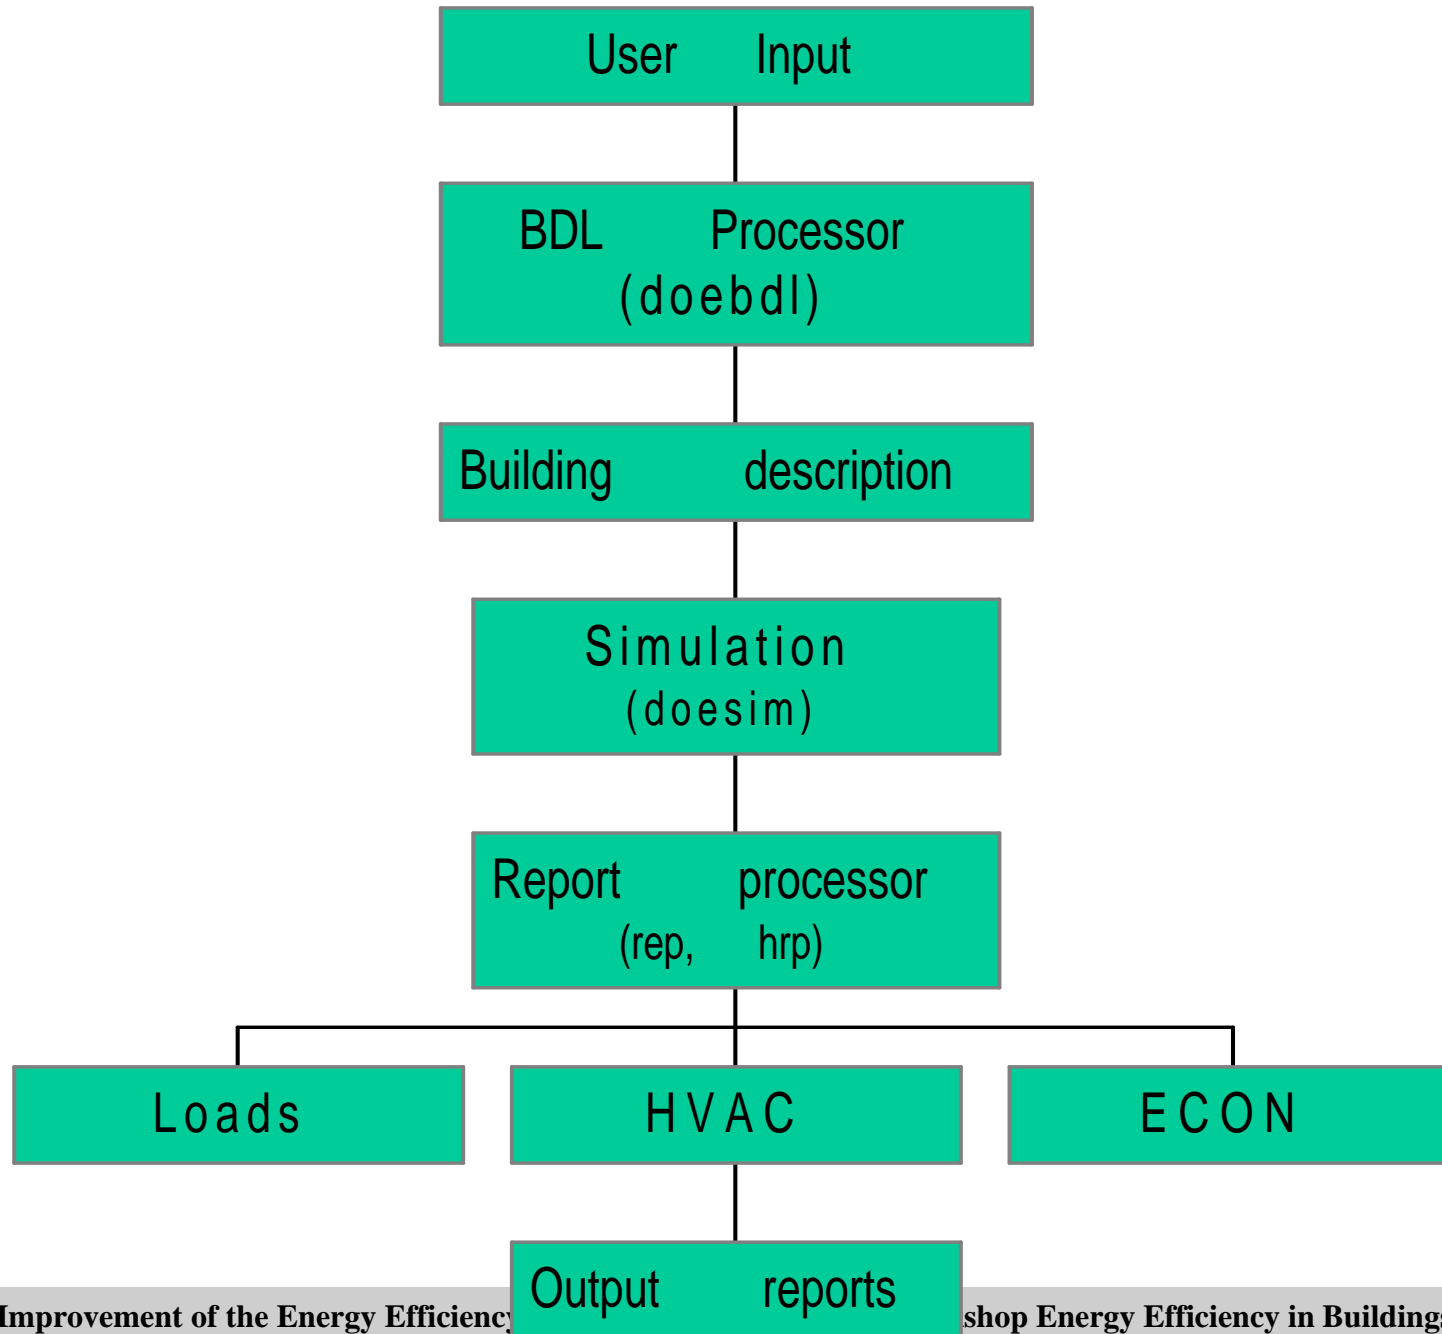 User Input
BDL Processor
(doebdl)
Building description
Simulation
(doesim)
Report processor
(rep, hrp)
Loads
HVAC
ECON
Output reports
Improvement of the Energy Efficiency
shop Energy Efficiency in Buildings